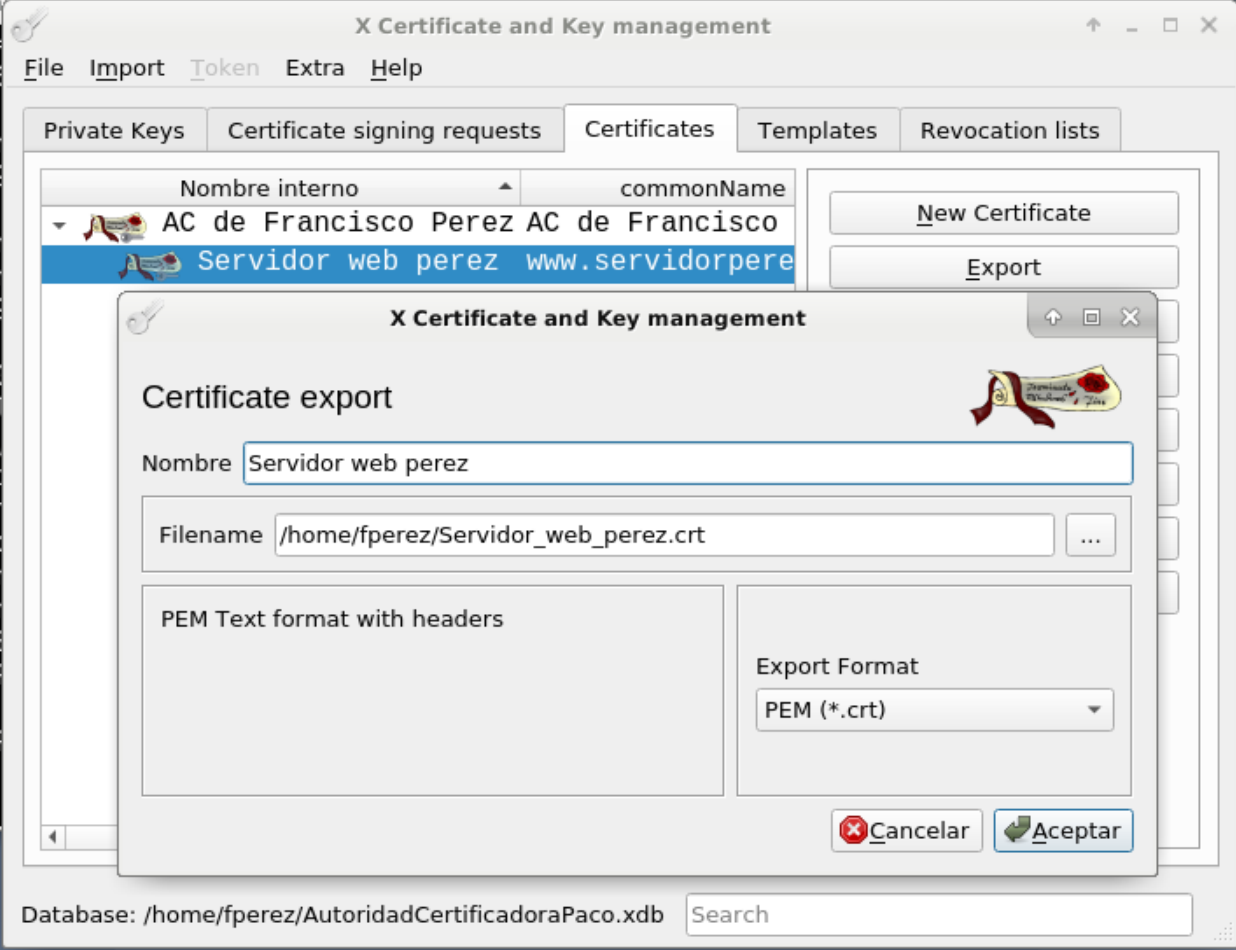 X Certificate and Key management
File Import Token Extra Help
Private Keys Certificate signing requests Certificates Templates Revocation lists
Nombre interno commonName
AC de Francisco Perez AC de Francisco
Servidor web perez www.servidorpere
New Certificate
Export
X Certificate and Key management
Certificate export
Nombre Servidor web perez
Filename /home/fperez/Servidor_web_perez.crt ...
PEM Text format with headers
Export Format
PEM (*.crt)
Cancelar Aceptar
Database: /home/fperez/AutoridadCertificadoraPaco.xdb Search